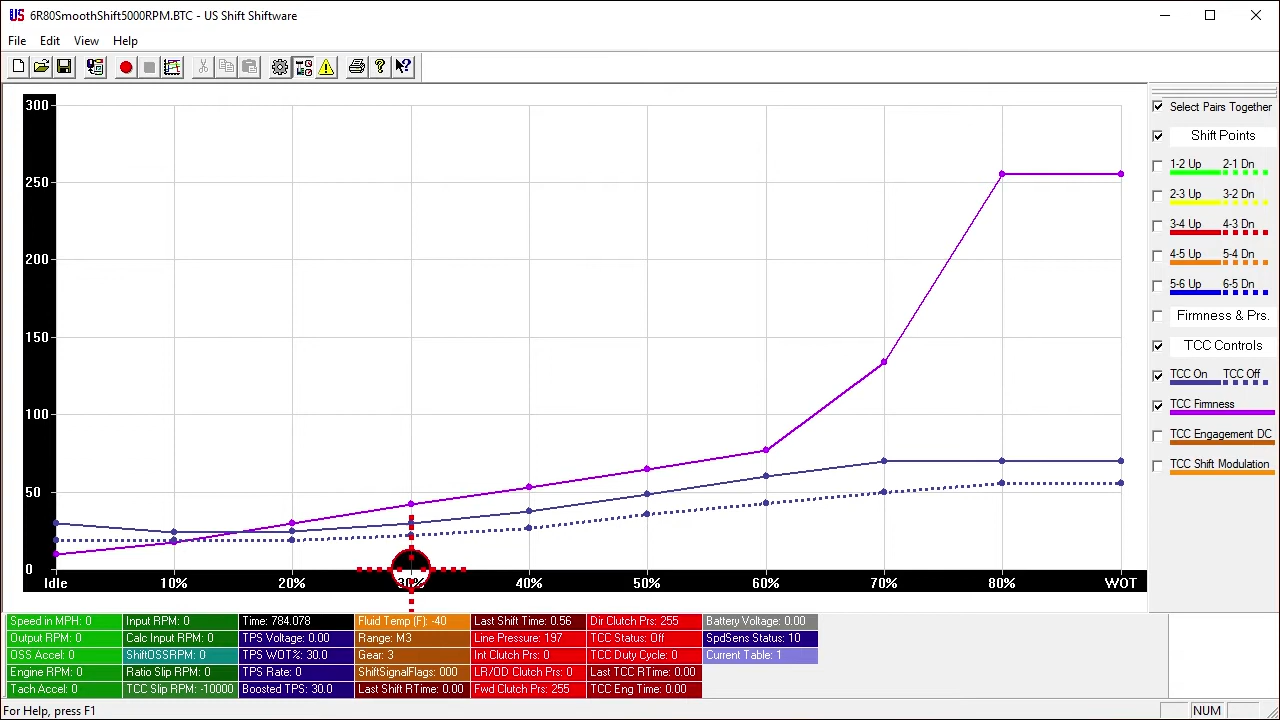 US 6R80SmoothShift5000RPM.BTC - US Shift Shiftware
File Edit View Help
300
250
200
150
100
50
0
Idle 10% 20% 30% 40% 50% 60% 70% 80% WOT
Select Pairs Together
Shift Points
1-2 Up 2-1 Dn
2-3 Up 3-2 Dn
3-4 Up 4-3 Dn
4-5 Up 5-4 Dn
5-6 Up 6-5 Dn
Firmness & Prs.
TCC Controls
TCC On TCC Off
TCC Firmness
TCC Engagement DC
TCC Shift Modulation
Speed in MPH: 0 Input RPM: 0 Time: 784.078 Fluid Temp (F): -40 Last Shift Time: 0.56 Dir Clutch Prs: 255 Battery Voltage: 0.00
Output RPM: 0 Calc Input RPM: 0 TPS Voltage: 0.00 Range: M3 Line Pressure: 197 TCC Status: Off SpdSens Status: 10
OSS Accel: 0 ShiftOSSRPM: 0 TPS WOT%: 30.0 Gear: 3 Int Clutch Prs: 0 TCC Duty Cycle: 0 Current Table: 1
Engine RPM: 0 Ratio Slip RPM: 0 TPS Rate: 0 ShiftSignalFlags: 000 LR/OD Clutch Prs: 0 Last TCC RTime: 0.00
Tach Accel: 0 TCC Slip RPM: -10000 Boosted TPS: 30.0 Last Shift RTime: 0.00 Fwd Clutch Prs: 255 TCC Eng Time: 0.00
For Help, press F1 NUM